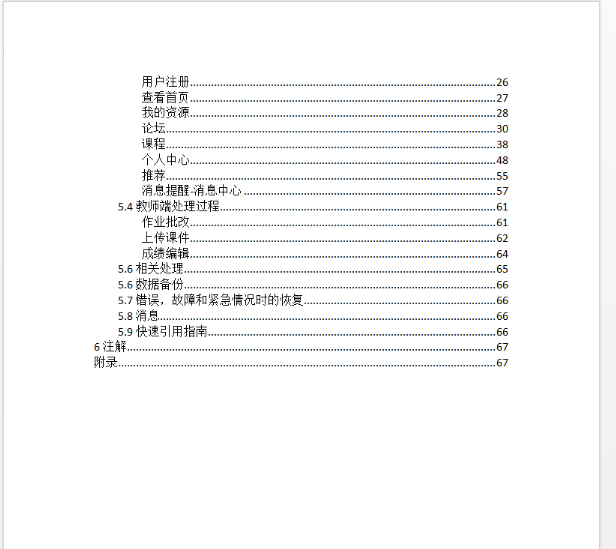 用户注册 26
查看首页 27
我的资源 28
论坛 30
课程 38
个人中心 48
推荐 55
消息提醒-消息中心 57
5.4 教师端处理过程 61
作业批改 61
上传课件 62
成绩编辑 64
5.6 相关处理 65
5.6 数据备份 66
5.7 错误，故障和紧急情况时的恢复 66
5.8 消息 66
5.9 快速引用指南 66
6 注解 67
附录 67